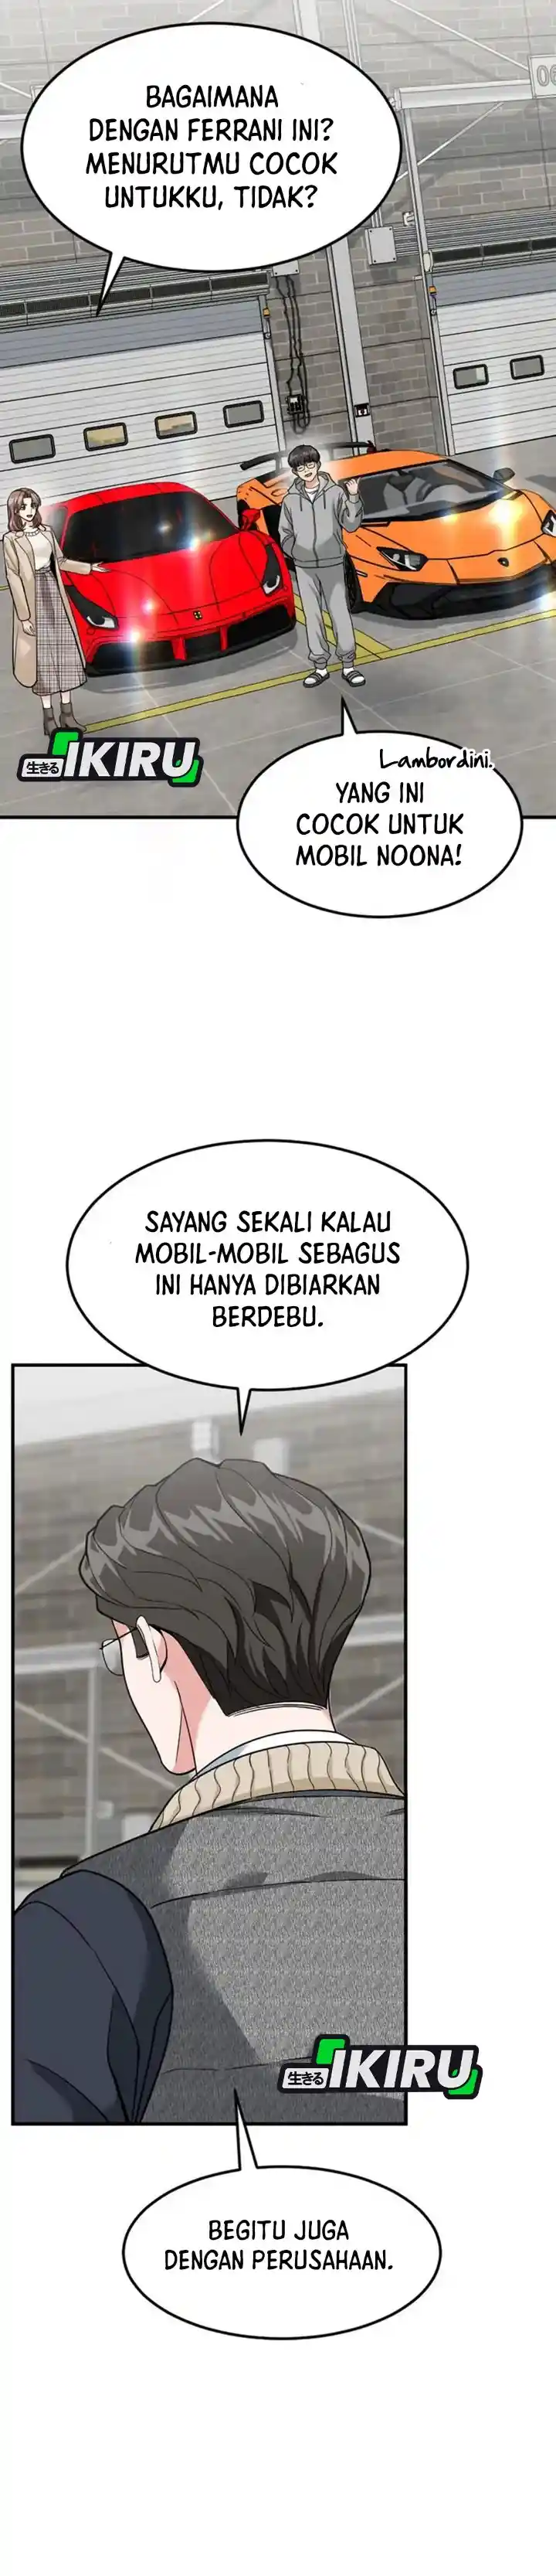 06
BAGAIMANA
DENGAN FERRANI INI?
MENURUTMU COCOK
UNTUKKU, TIDAK?
生きる IKIRU
Lambordini.
YANG INI
COCOK UNTUK
MOBIL NOONA!
SAYANG SEKALI KALAU
MOBIL-MOBIL SEBAGUS
INI HANYA DIBIARKAN
BERDEBU.
生きる IKIRU
BEGITU JUGA
DENGAN PERUSAHAAN.